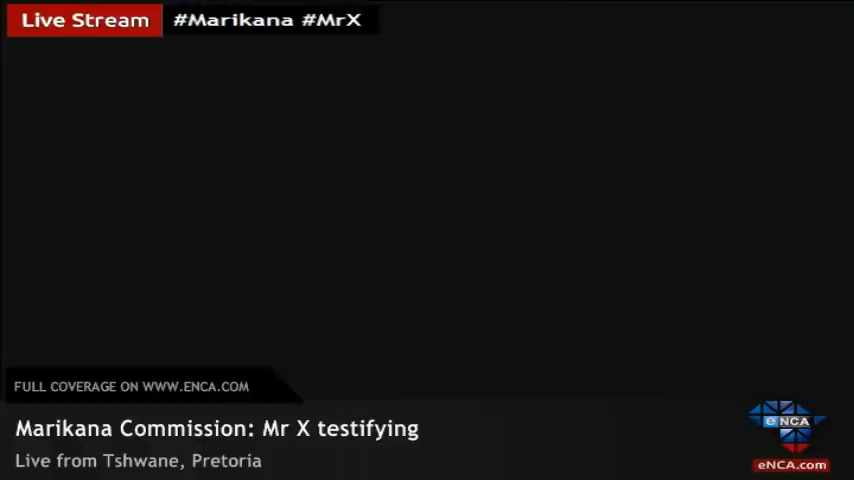 Live Stream #Marikana #MrX
FULL COVERAGE ON WWW.ENCA.COM
Marikana Commission: Mr X testifying
Live from Tshwane, Pretoria
eNCA
eNCA.com